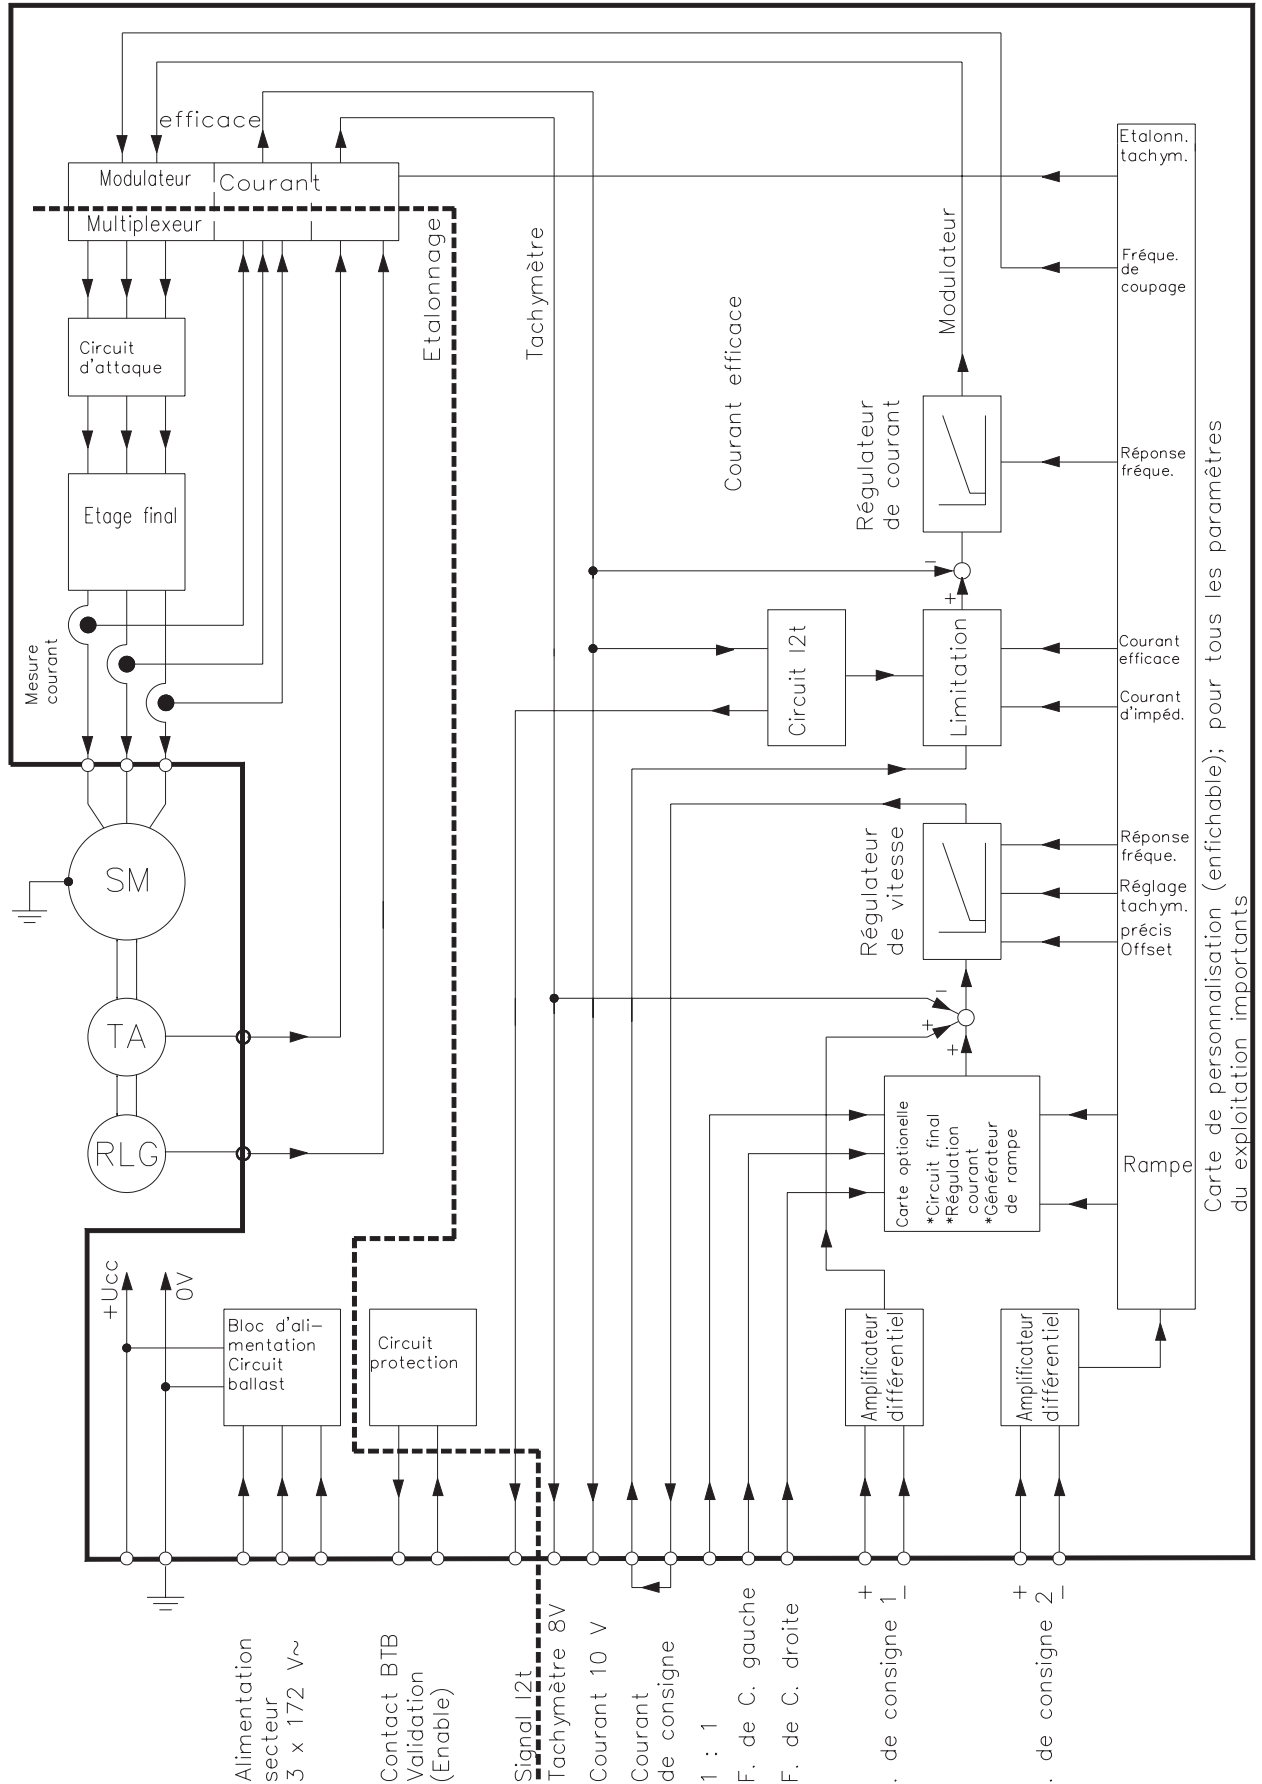 efficace
Modulateur
Courant
Multiplexeur
Etalonnage
Tachymètre
Courant efficace
Modulateur
Etalonn.
tachym.
Fréque.
de
coupage
Circuit
d'attaque
Régulateur
de courant
Réponse
fréque.
Etage final
Mesure
courant
-
+
Circuit I2t
Limitation
Courant
efficace
Courant
d'impéd.
SM
Régulateur
de vitesse
Réponse
fréque.
Réglage
tachym.
précis
Offset
TA
-
+
+
RLG
Carte optionelle
*Circuit final
*Régulation
courant
*Générateur
de rampe
Rampe
Carte de personnalisation (enfichable); pour tous les paramêtres
du exploitation importants
+Ucc
0V
Bloc d'ali-
mentation
Circuit
ballast
Circuit
protection
Amplificateur
différentiel
Amplificateur
différentiel
Alimentation
secteur
3 x 172 V~
Contact BTB
Validation
(Enable)
Signal I2t
Tachymètre 8V
Courant 10 V
Courant
de consigne
1 : 1
F. de C. gauche
F. de C. droite
+
. de consigne 1
-
+
. de consigne 2
-